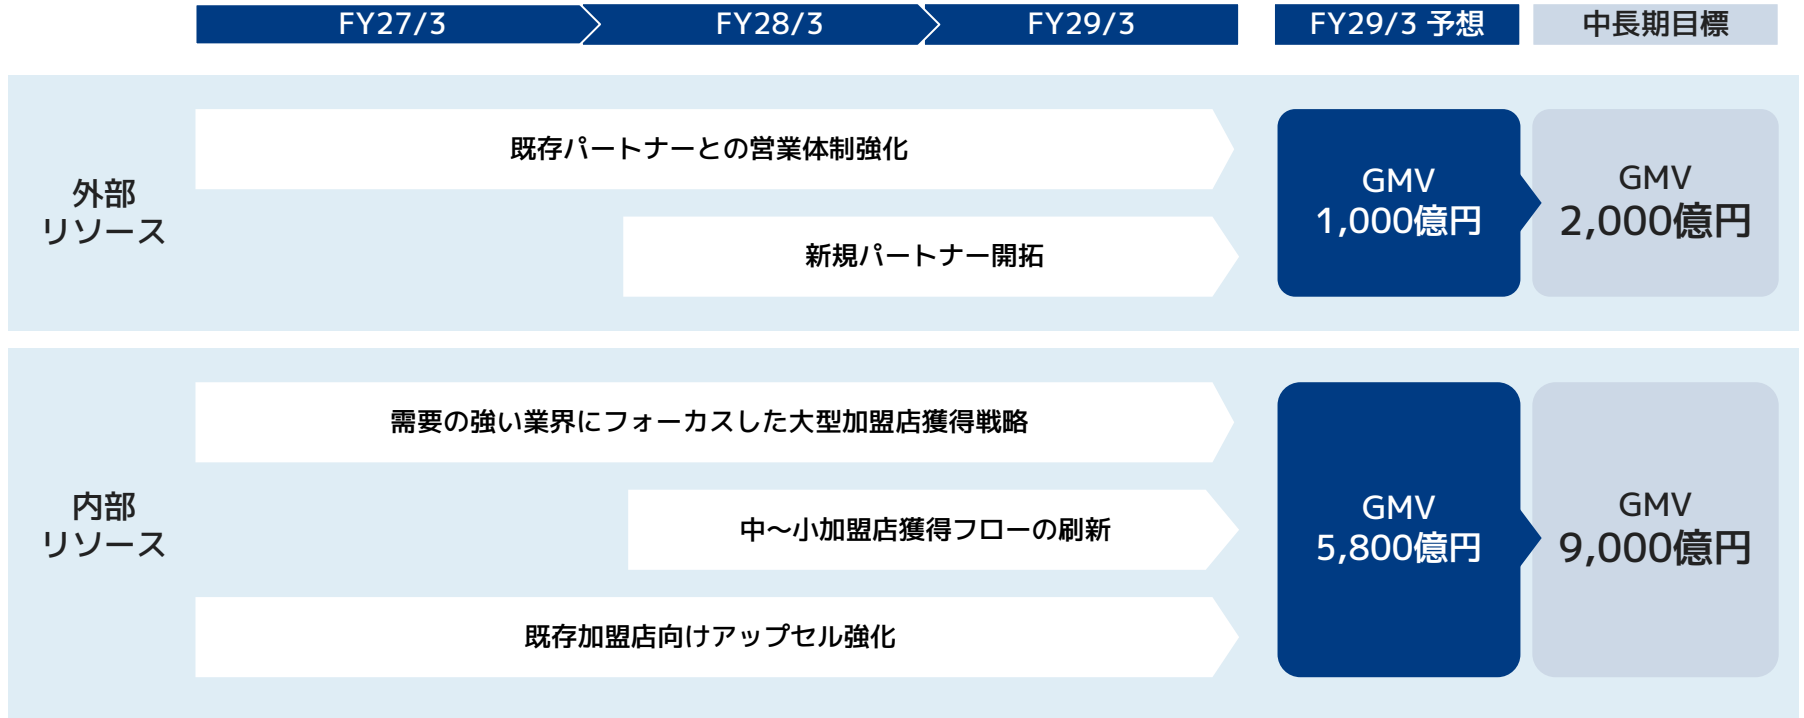 FY27/3
FY28/3
FY29/3
FY29/3 予想
中長期目標
外部
リソース
既存パートナーとの営業体制強化
新規パートナー開拓
GMV
1,000億円
GMV
2,000億円
内部
リソース
需要の強い業界にフォーカスした大型加盟店獲得戦略
中～小加盟店獲得フローの刷新
既存加盟店向けアップセル強化
GMV
5,800億円
GMV
9,000億円